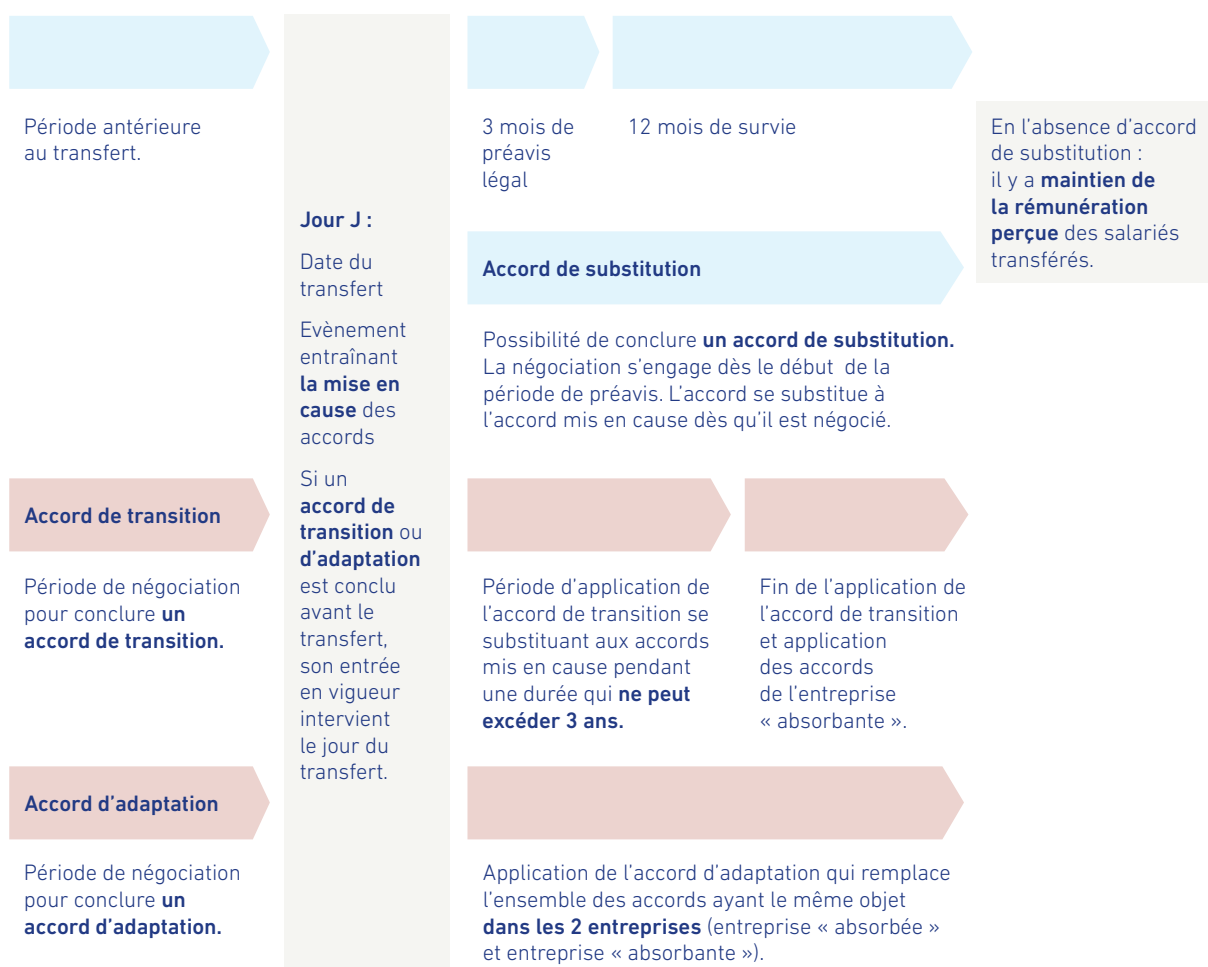 Période antérieure
au transfert.
Jour J :
Date du
transfert
Evènement
entraînant
la mise en
cause des
accords
Si un
accord de
transition ou
d’adaptation
est conclu
avant le
transfert,
son entrée
en vigueur
intervient
le jour du
transfert.
3 mois de
préavis
légal
12 mois de survie
En l’absence d’accord
de substitution :
il y a maintien de
la rémunération
perçue des salariés
transférés.
Accord de substitution
Possibilité de conclure un accord de substitution.
La négociation s’engage dès le début de la
période de préavis. L’accord se substitue à
l’accord mis en cause dès qu’il est négocié.
Accord de transition
Période de négociation
pour conclure un
accord de transition.
Période d’application de
l’accord de transition se
substituant aux accords
mis en cause pendant
une durée qui ne peut
excéder 3 ans.
Fin de l’application de
l’accord de transition
et application
des accords
de l’entreprise
« absorbante ».
Accord d’adaptation
Période de négociation
pour conclure un
accord d’adaptation.
Application de l’accord d’adaptation qui remplace
l’ensemble des accords ayant le même objet
dans les 2 entreprises (entreprise « absorbée »
et entreprise « absorbante »).